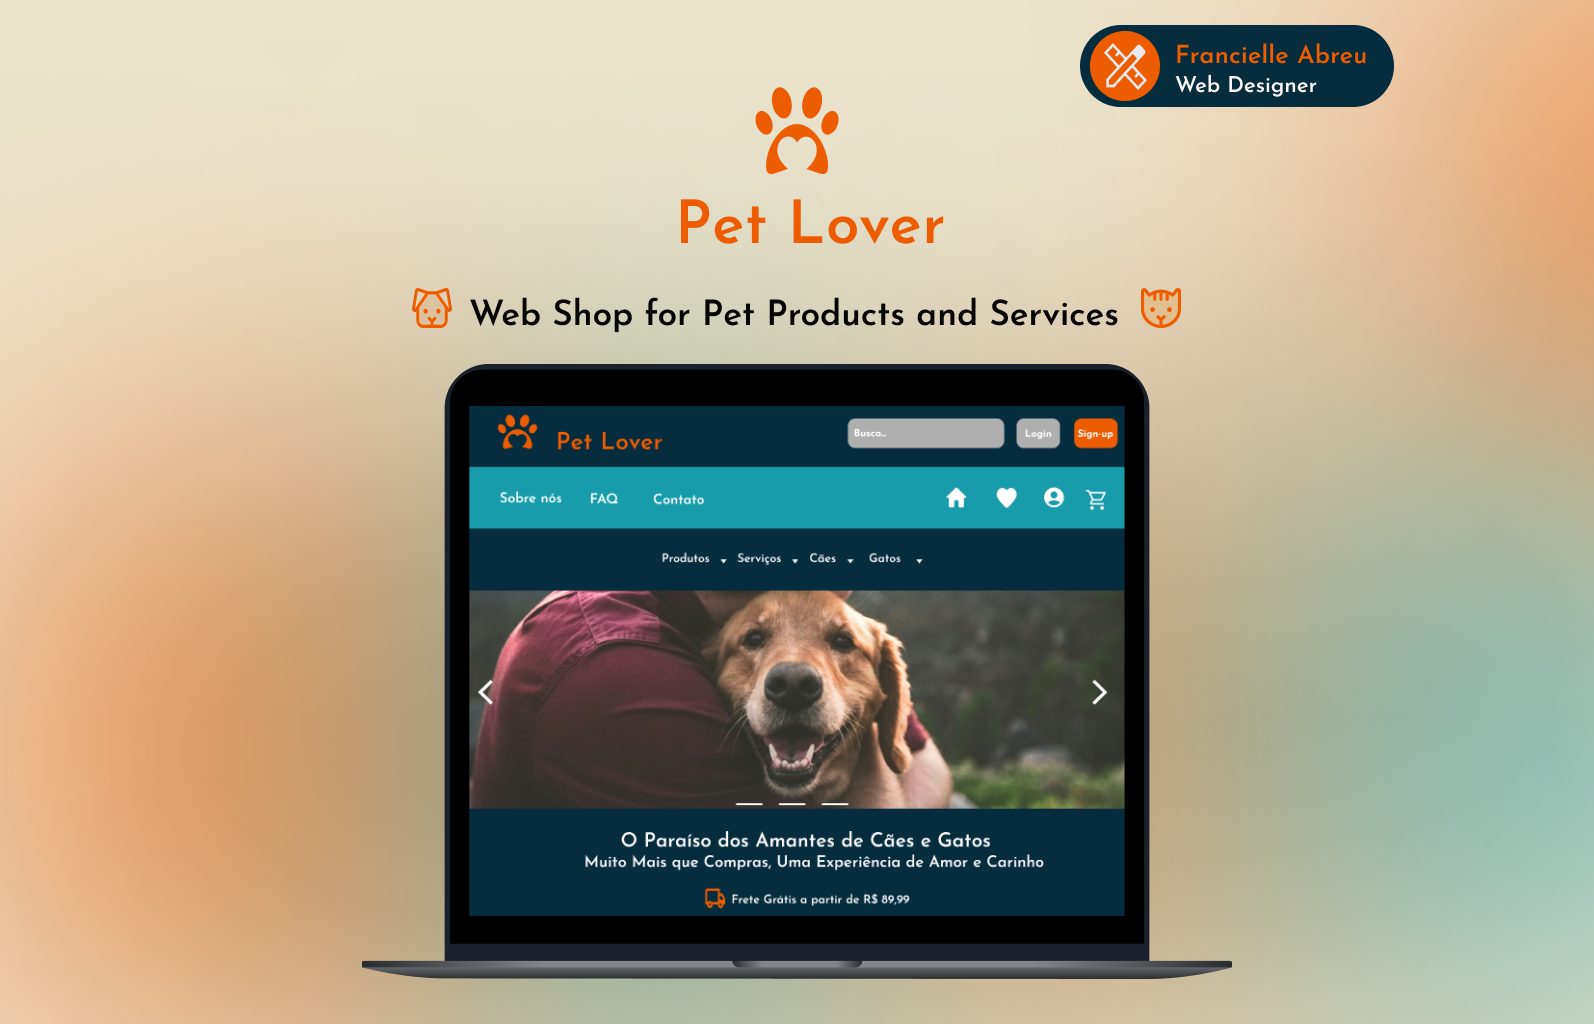 Francielle Abreu
Web Designer
Pet Lover
Web Shop for Pet Products and Services
Pet Lover
Busca...
Login
Sign-up
Sobre nós
FAQ
Contato
Produtos
Serviços
Cães
Gatos
O Paraíso dos Amantes de Cães e Gatos
Muito Mais que Compras, Uma Experiência de Amor e Carinho
Frete Grátis a partir de R$ 89,99